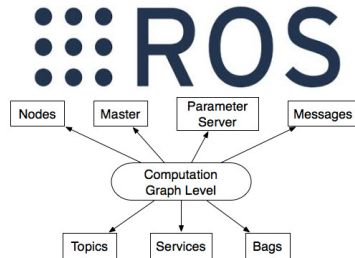 ROS
Nodes
Master
Parameter
Server
Messages
Computation
Graph Level
Topics
Services
Bags